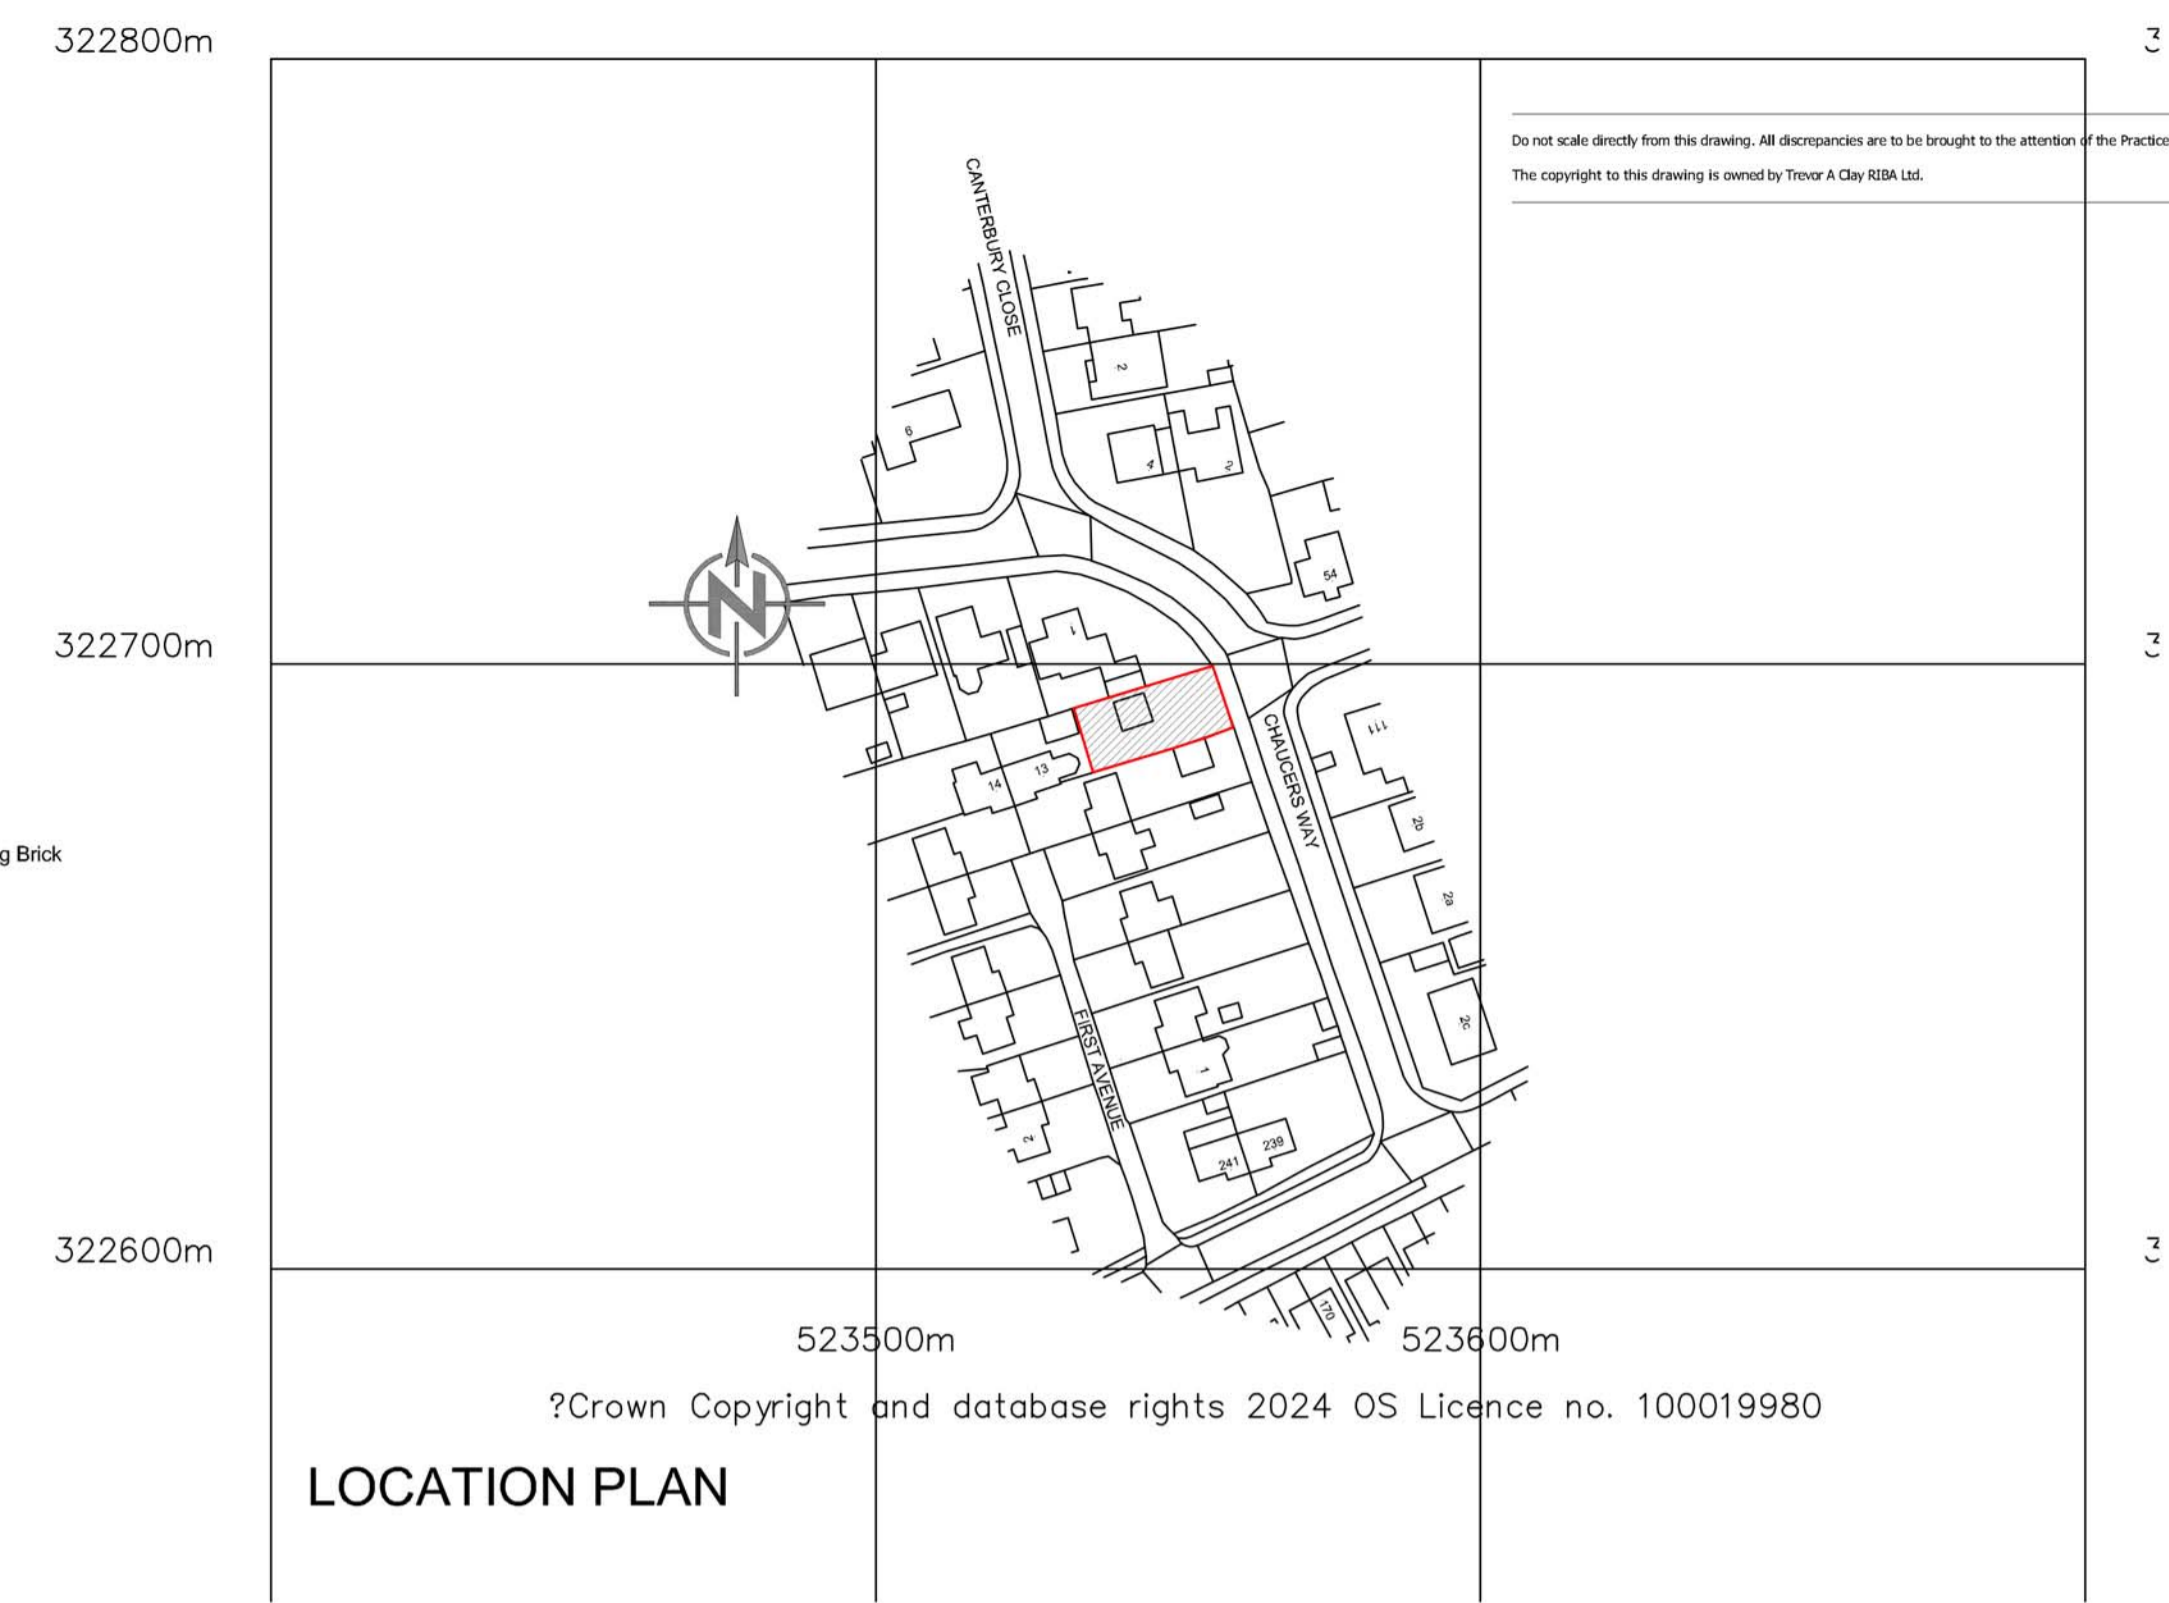 322800m
3
Do not scale directly from this drawing. All discrepancies are to be brought to the attention of the Practice
The copyright to this drawing is owned by Trevor A Clay RIBA Ltd.
CANTERBURY CLOSE
2
6
4
2
54
N
1
322700m
3
CHAUCERS WAY
111
13
14
2b
g Brick
2a
2c
FIRST AVENUE
1
2
239
241
322600m
3
170
523500m
523600m
?Crown Copyright and database rights 2024 OS Licence no. 100019980
LOCATION PLAN